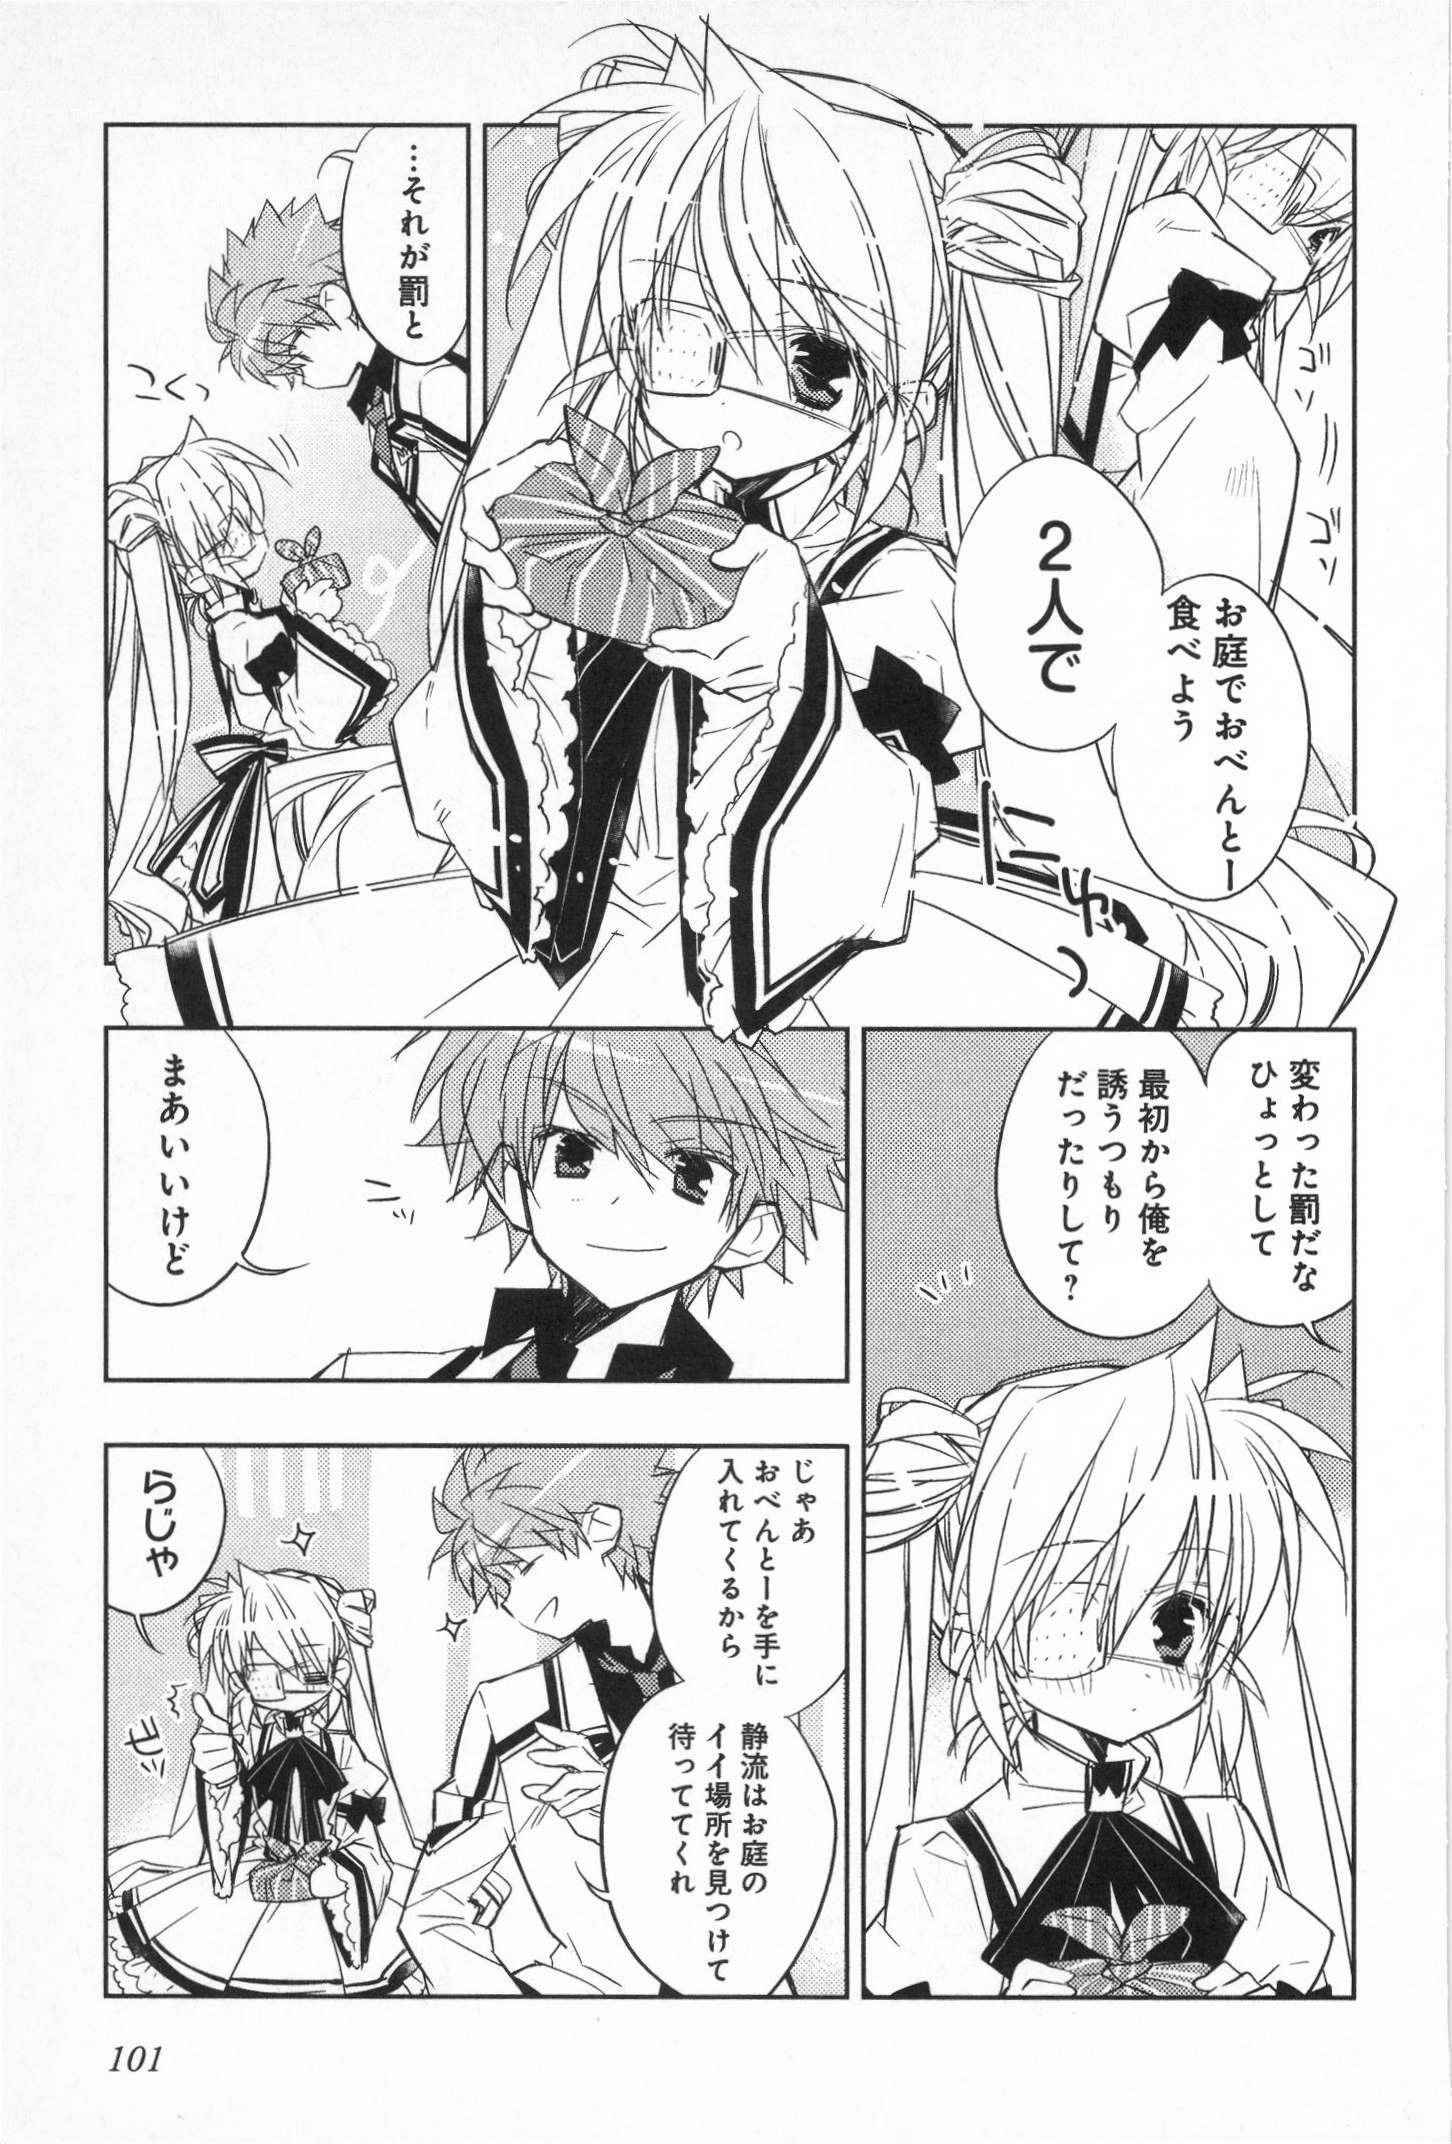 ゴソ
ゴソ
2人で
お庭でおべんとー
食べよう
にゅっ
…それが罰と
こくっ
変わった罰だな
ひょっとして
最初から俺を
誘うつもり
だったりして？
まあいいけど
じゃあ
おべんとーを手に
入れてくるから
静流はお庭の
イイ場所を見つけて
待っててくれ
らじゃ
ビシ
101